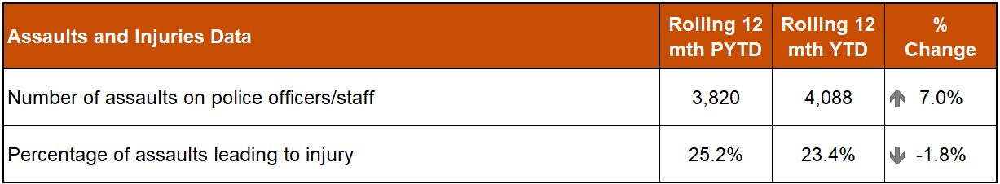 Assaults and Injuries Data
Rolling 12
mth PYTD
Rolling 12
mth YTD
%
Change
Number of assaults on police officers/staff
3,820
4,088
7.0%
Percentage of assaults leading to injury
25.2%
23.4%
-1.8%